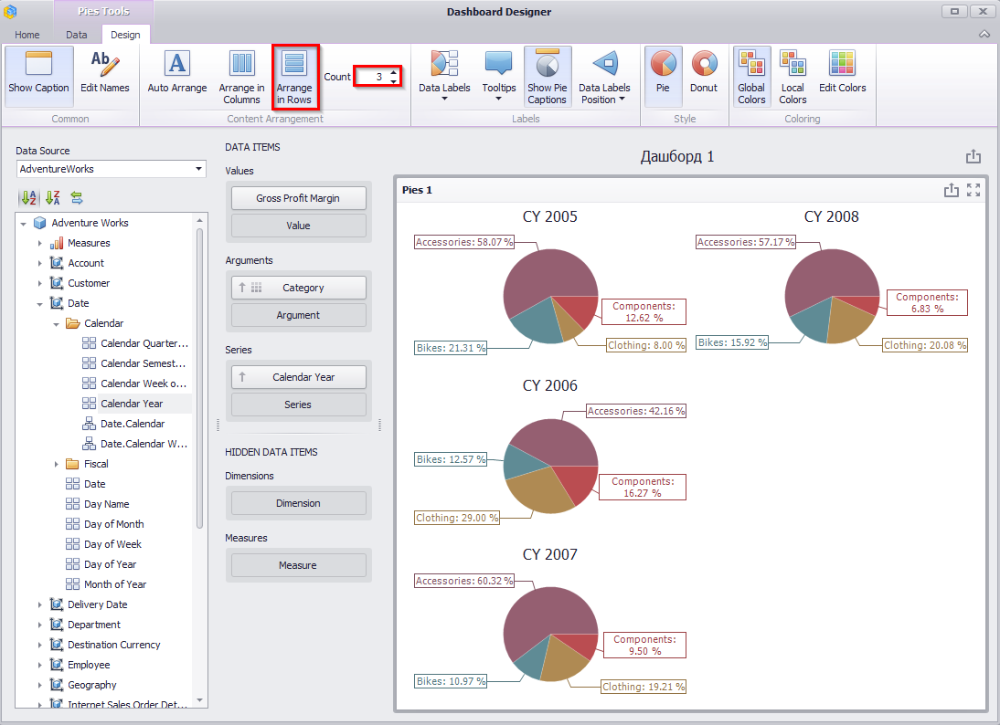 Pies Tools
Dashboard Designer
Home
Data
Design
Show Caption
Edit Names
Common
Auto Arrange
Arrange in
Columns
Arrange
in Rows
Count
3
Content Arrangement
Data Labels
Tooltips
Show Pie
Captions
Data Labels
Position
Labels
Pie
Donut
Style
Global
Colors
Local
Colors
Edit Colors
Coloring
Data Source
AdventureWorks
Adventure Works
Measures
Account
Customer
Date
Calendar
Calendar Quarter...
Calendar Semest...
Calendar Week o...
Calendar Year
Date.Calendar
Date.Calendar W...
Fiscal
Date
Day Name
Day of Month
Day of Week
Day of Year
Month of Year
Delivery Date
Department
Destination Currency
Employee
Geography
Internet Sales Order Det...
DATA ITEMS
Values
Gross Profit Margin
Value
Arguments
Category
Argument
Series
Calendar Year
Series
HIDDEN DATA ITEMS
Dimensions
Dimension
Measures
Measure
Дашборд 1
Pies 1
CY 2005
Accessories: 58.07 %
Components:
12.62 %
Bikes: 21.31 %
Clothing: 8.00 %
CY 2008
Accessories: 57.17 %
Components:
6.83 %
Bikes: 15.92 %
Clothing: 20.08 %
CY 2006
Accessories: 42.16 %
Bikes: 12.57 %
Components:
16.27 %
Clothing: 29.00 %
CY 2007
Accessories: 60.32 %
Components:
9.50 %
Bikes: 10.97 %
Clothing: 19.21 %